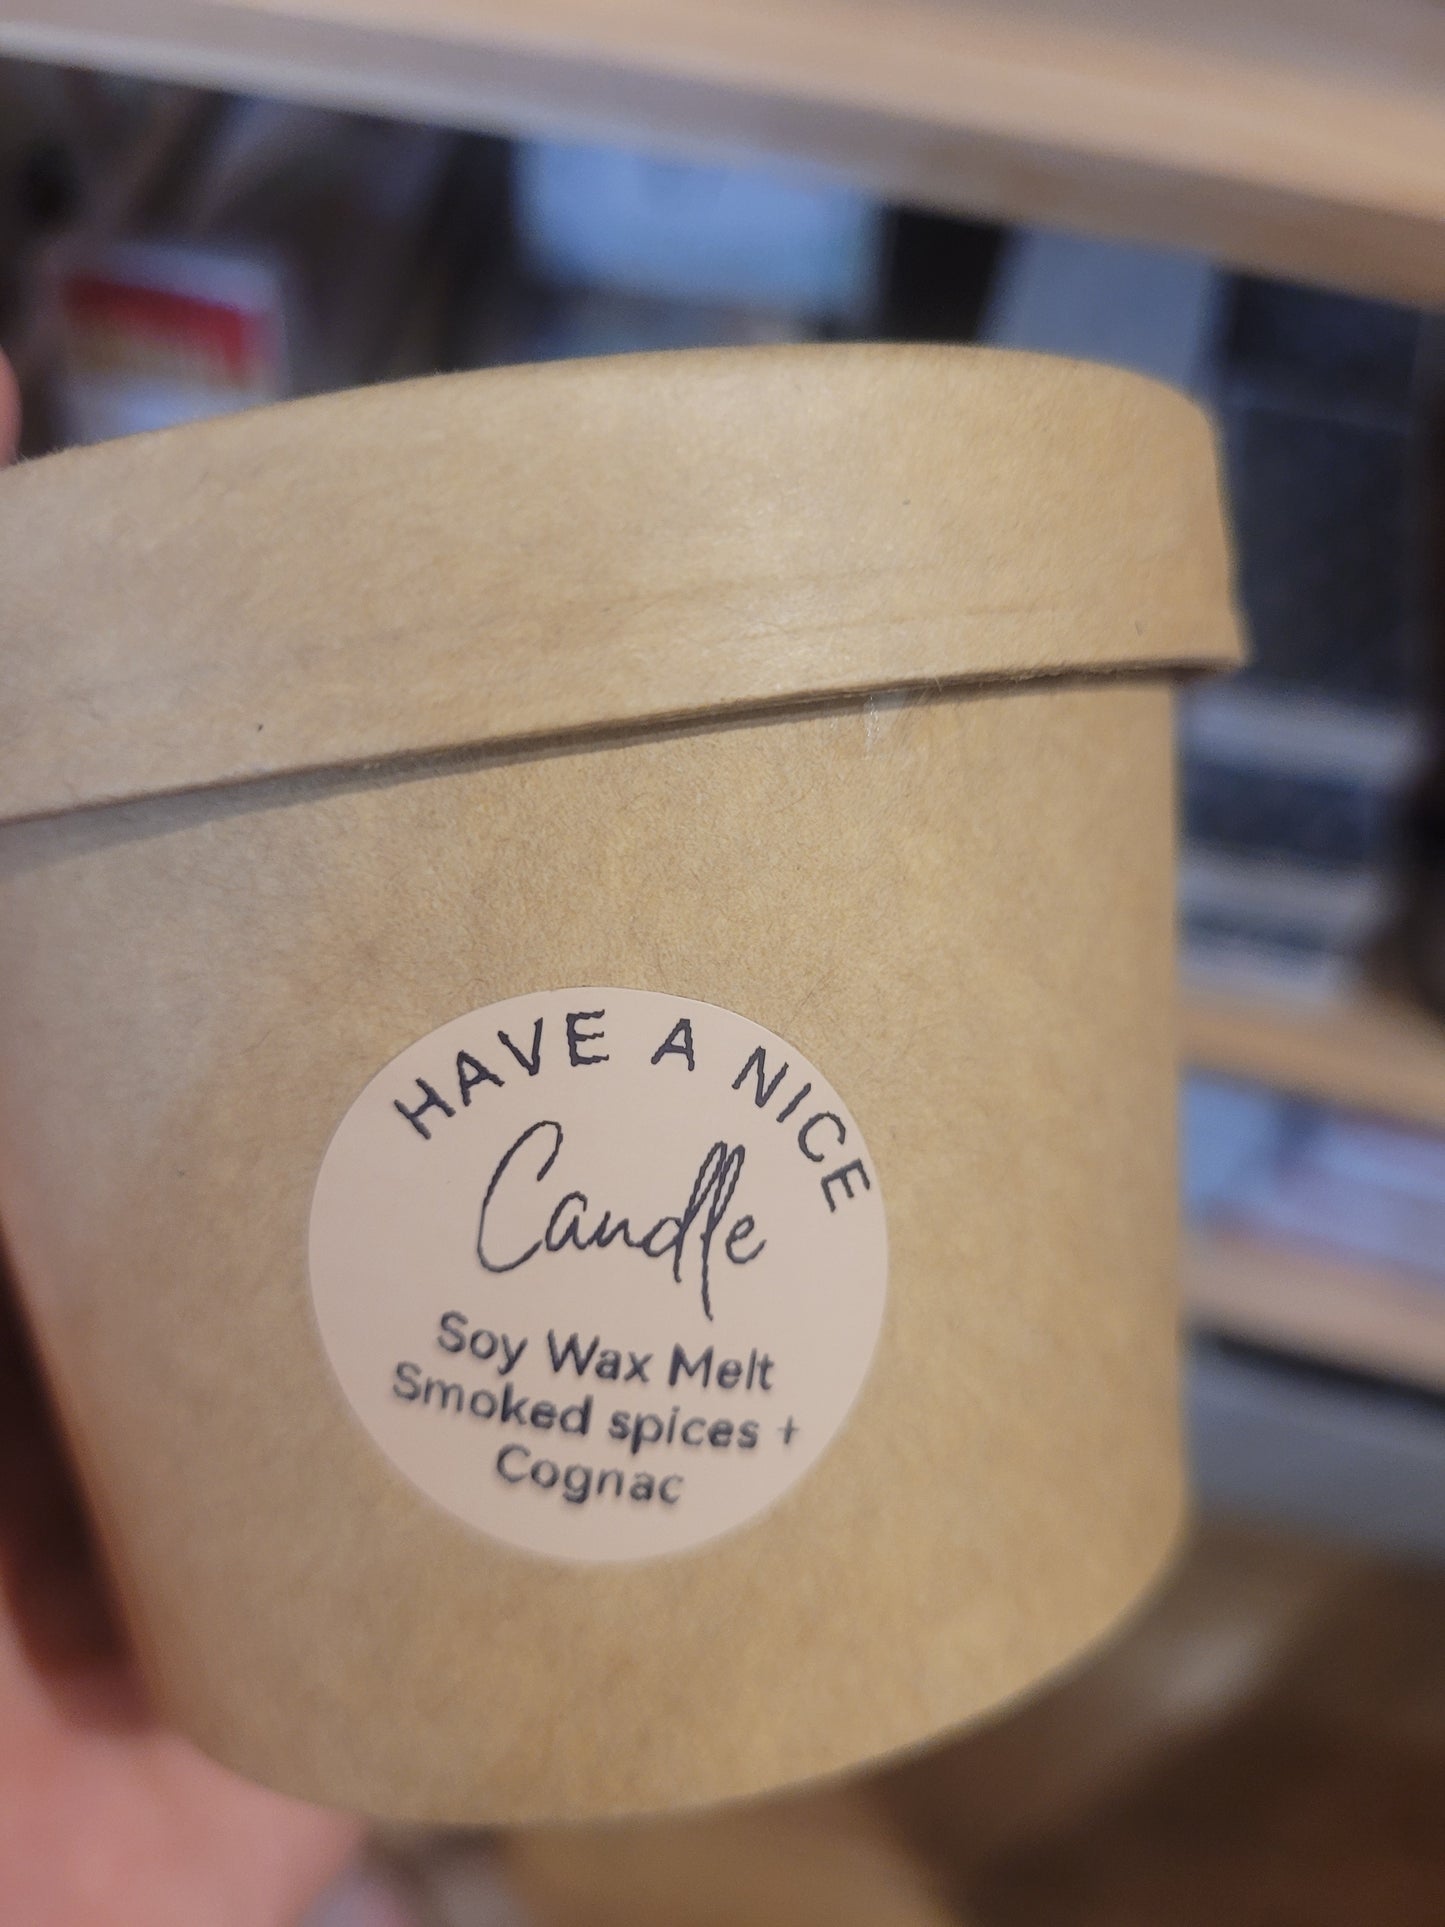 HAVE A NICE
Candle
Soy Wax Melt
Smoked spices +
Cognac